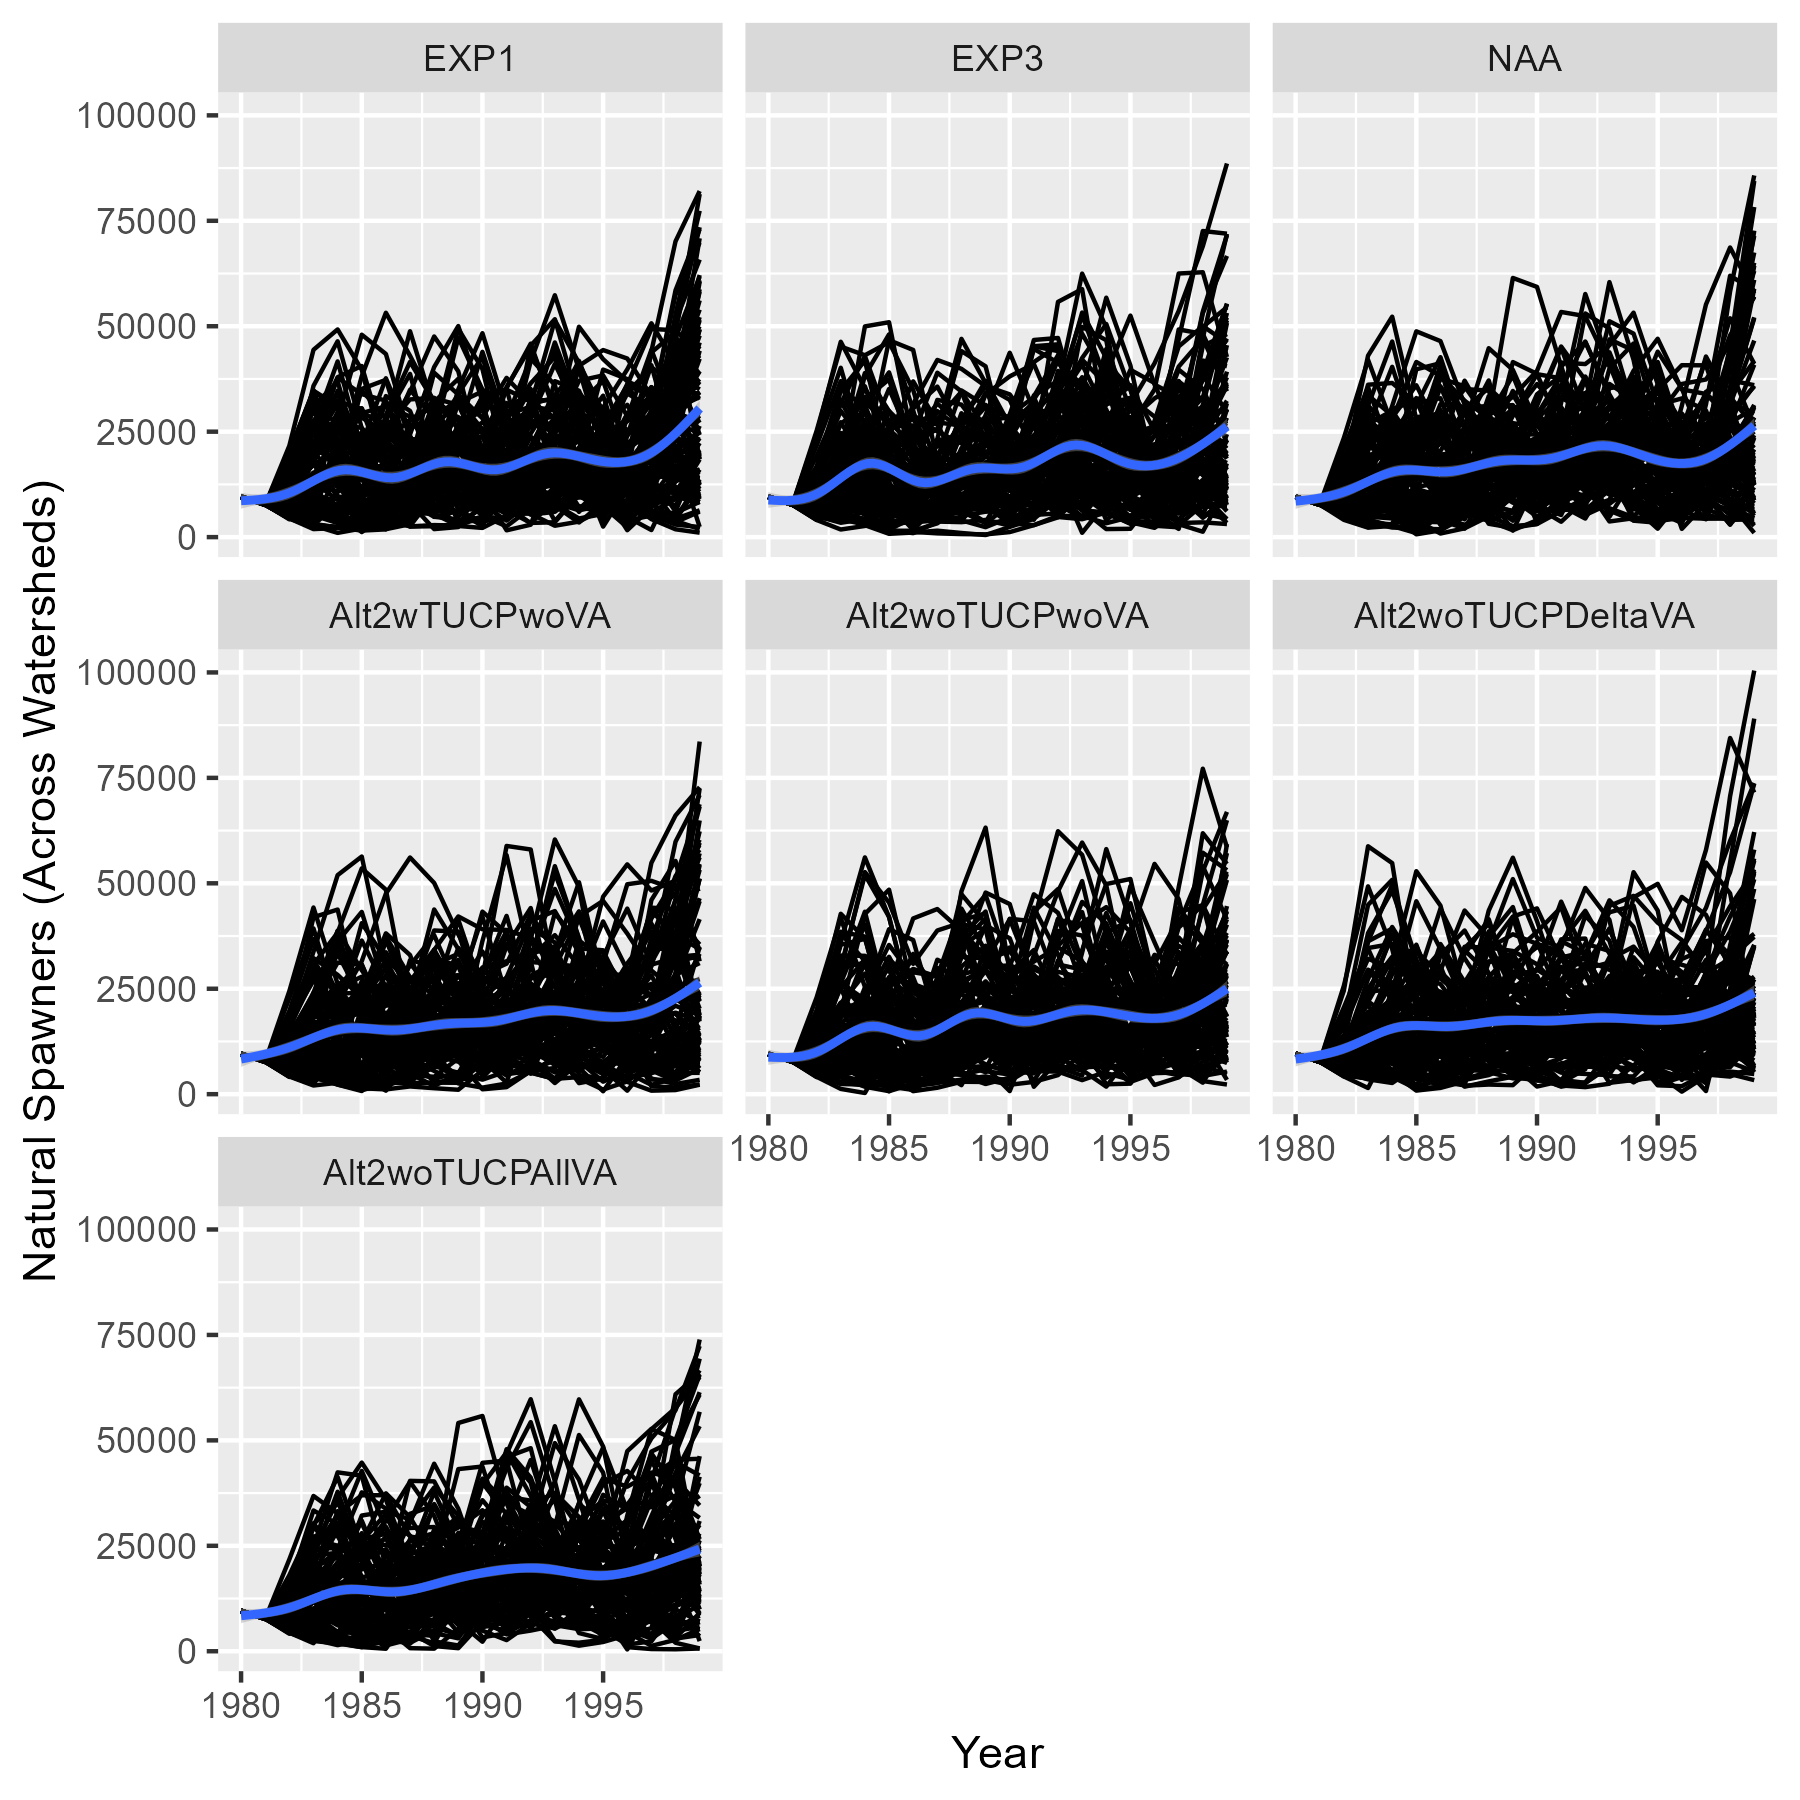 EXP1 EXP3 NAA
100000
75000
50000
25000
0
Alt2wTUCPwoVA Alt2woTUCPwoVA Alt2woTUCPDeltaVA
100000
75000
50000
25000
0
1980 1985 1990 1995 1980 1985 1990 1995
Alt2woTUCPAllVA
100000
75000
50000
25000
0
1980 1985 1990 1995
Year
Natural Spawners (Across Watersheds)